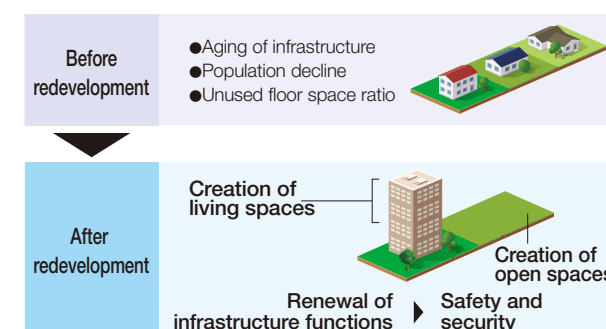 Before
redevelopment
●Aging of infrastructure
●Population decline
●Unused floor space ratio
After
redevelopment
Creation of
living spaces
Creation of
open spaces
Renewal of
infrastructure functions
Safety and
security